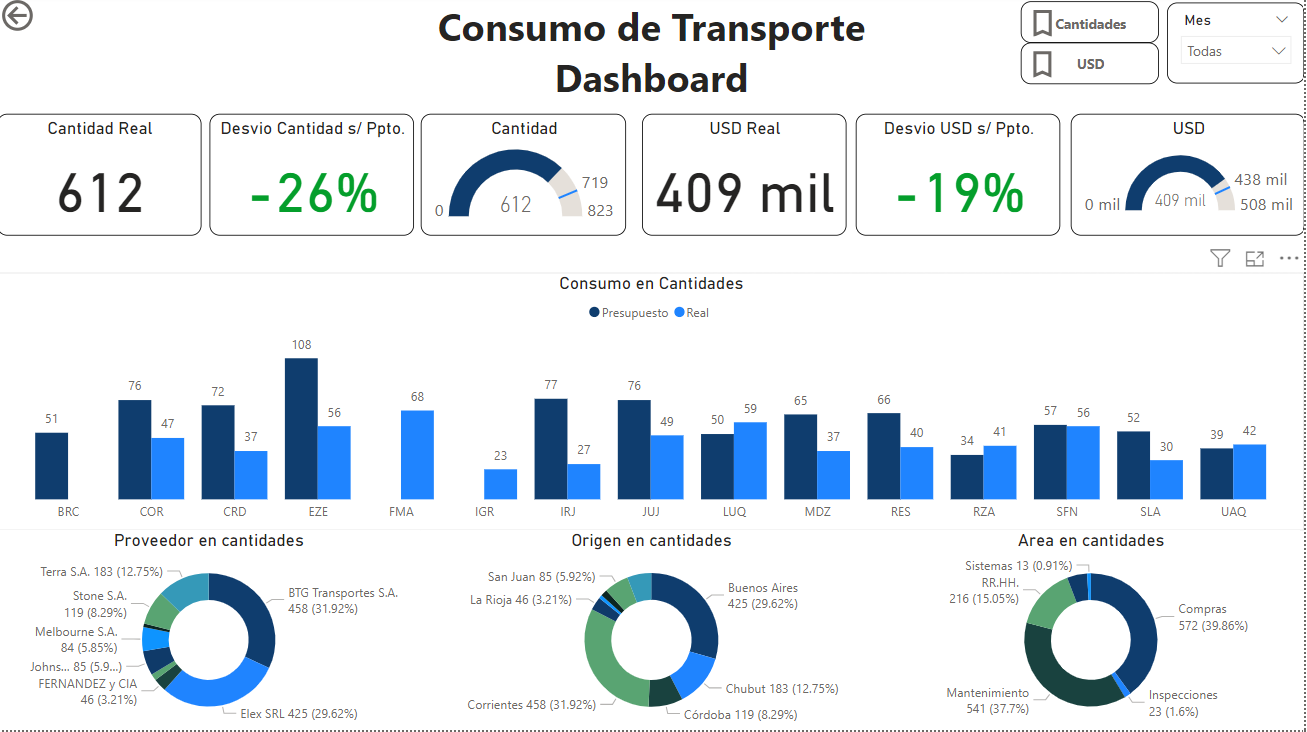 Consumo de Transporte
Dashboard
Cantidades
USD
Mes
Todas
Cantidad Real
612
Desvio Cantidad s/ Ppto.
-26%
Cantidad
0
612
719
823
USD Real
409 mil
Desvio USD s/ Ppto.
-19%
USD
0 mil
409 mil
438 mil
508 mil
Consumo en Cantidades
Presupuesto Real
51
76
47
72
37
108
56
68
23
77
27
76
49
50
59
65
37
66
40
34
41
57
56
52
30
39
42
BRC COR CRD EZE FMA IGR IRJ JUJ LUQ MDZ RES RZA SFN SLA UAQ
Proveedor en cantidades
Terra S.A. 183 (12.75%)
Stone S.A.
119 (8.29%)
Melbourne S.A.
84 (5.85%)
Johns... 85 (5.9...)
FERNANDEZ y CIA
46 (3.21%)
BTG Transportes S.A.
458 (31.92%)
Elex SRL 425 (29.62%)
Origen en cantidades
San Juan 85 (5.92%)
La Rioja 46 (3.21%)
Corrientes 458 (31.92%)
Buenos Aires
425 (29.62%)
Chubut 183 (12.75%)
Córdoba 119 (8.29%)
Area en cantidades
Sistemas 13 (0.91%)
RR.HH.
216 (15.05%)
Mantenimiento
541 (37.7%)
Compras
572 (39.86%)
Inspecciones
23 (1.6%)